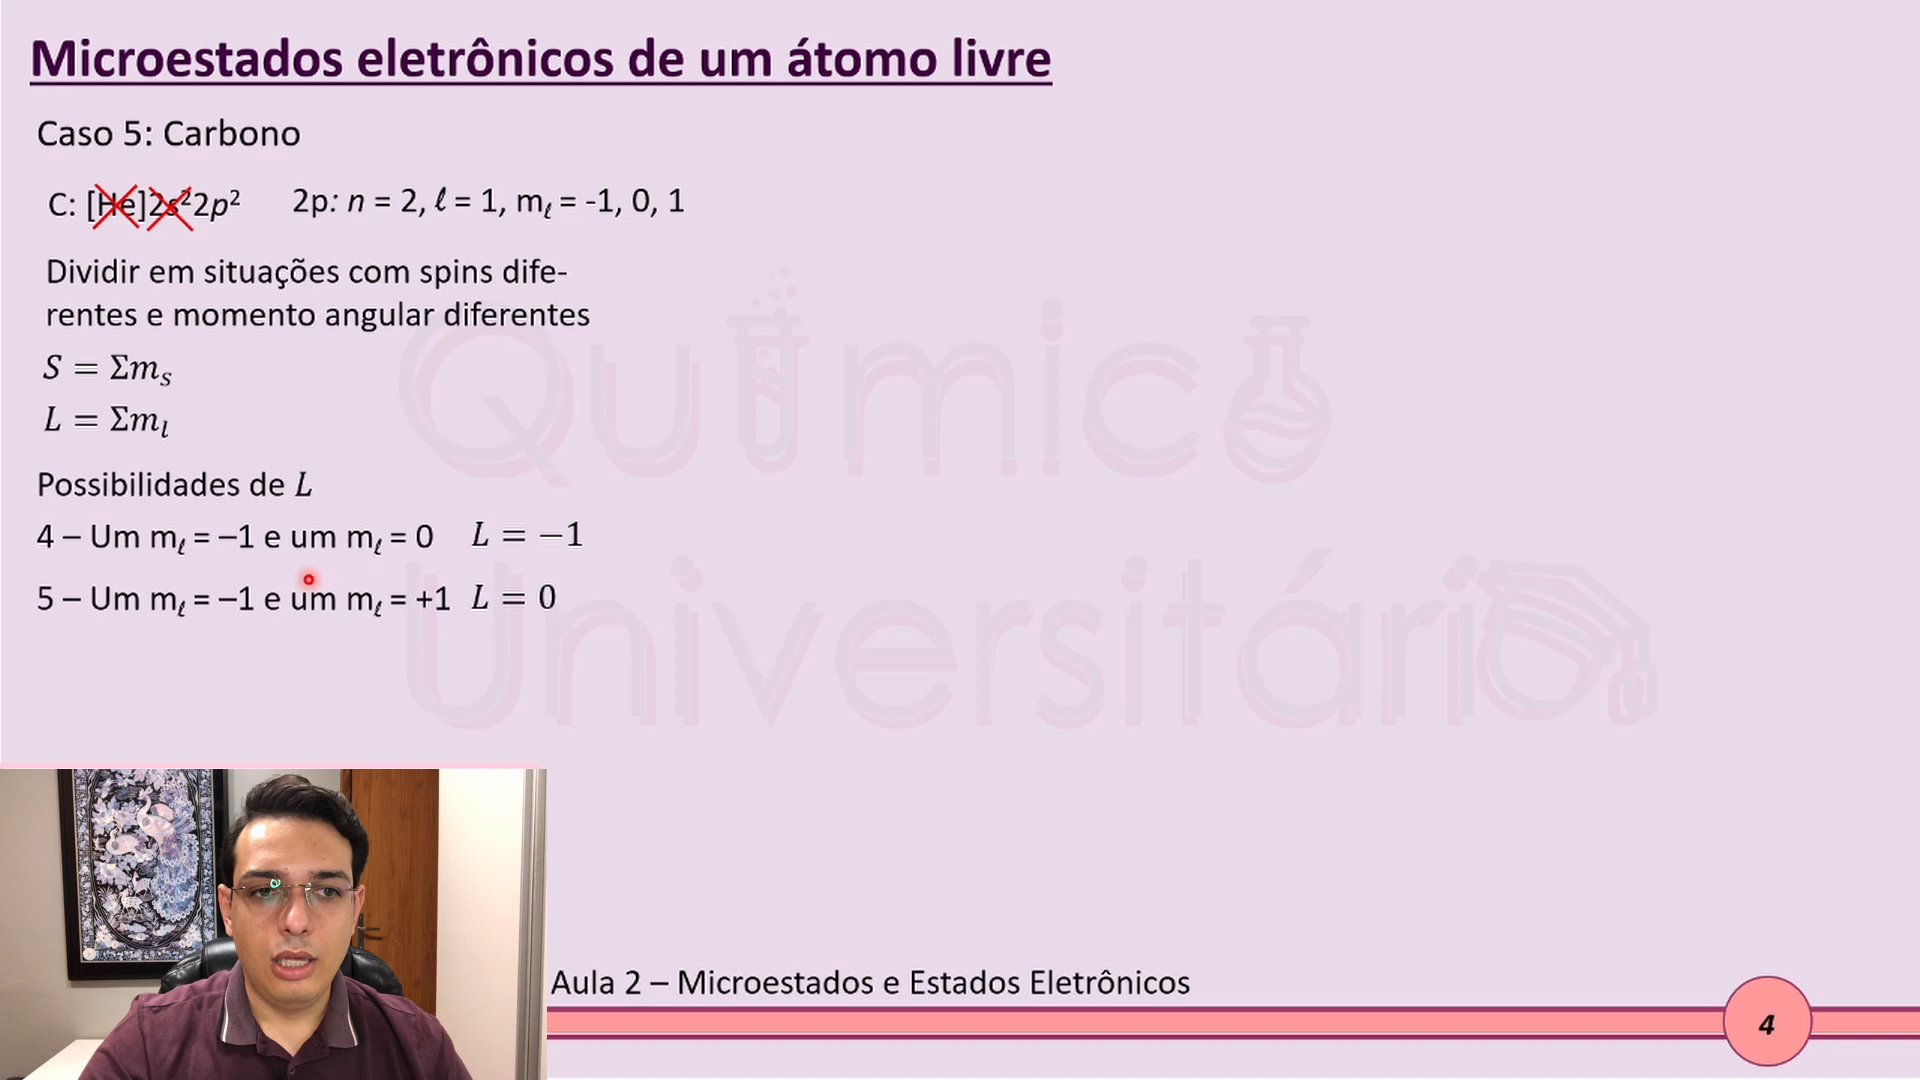 Microestados eletrônicos de um átomo livre
Caso 5: Carbono
C: [He]2s²2p² 2p: n = 2, ℓ = 1, mℓ = -1, 0, 1
Dividir em situações com spins dife-
rentes e momento angular diferentes
S = Σmₛ
L = Σmₗ
Possibilidades de L
4 – Um mℓ = –1 e um mℓ = 0 L = −1
5 – Um mℓ = –1 e um mℓ = +1 L = 0
Químico
Universitário
Aula 2 – Microestados e Estados Eletrônicos
4